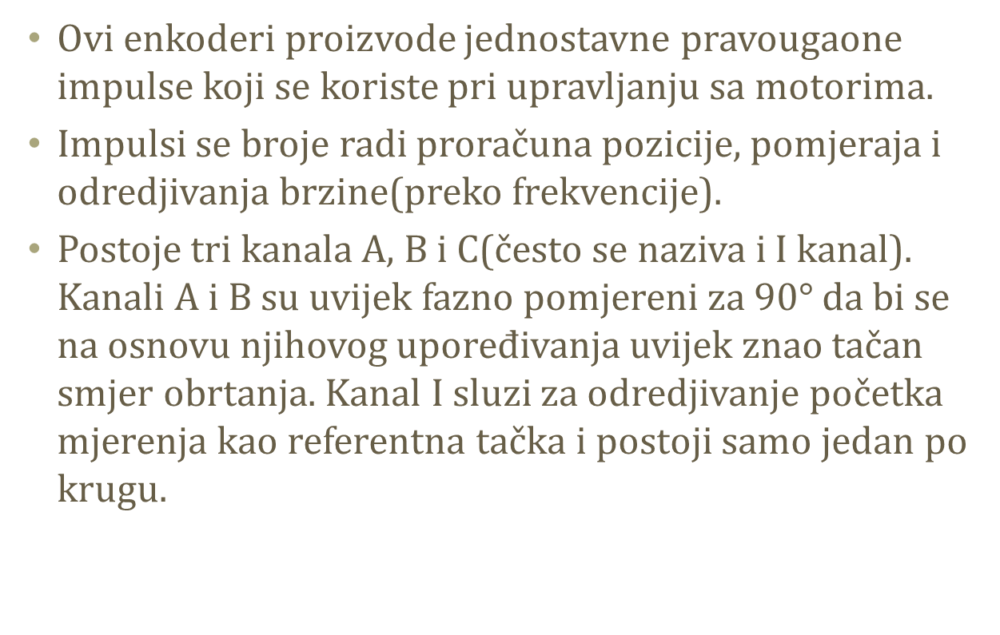 • Ovi enkoderi proizvode jednostavne pravougaone
impulse koji se koriste pri upravljanju sa motorima.
• Impulsi se broje radi proračuna pozicije, pomjeraja i
odredjivanja brzine(preko frekvencije).
• Postoje tri kanala A, B i C(često se naziva i I kanal).
Kanali A i B su uvijek fazno pomjereni za 90° da bi se
na osnovu njihovog upoređivanja uvijek znao tačan
smjer obrtanja. Kanal I sluzi za odredjivanje početka
mjerenja kao referentna tačka i postoji samo jedan po
krugu.